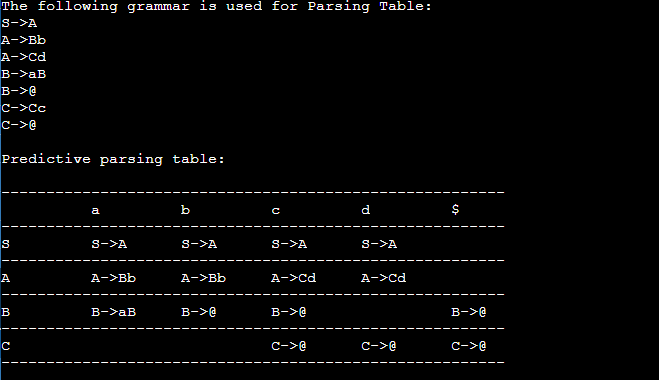 The following grammar is used for Parsing Table:
S->A
A->Bb
A->Cd
B->aB
B->@
C->Cc
C->@
Predictive parsing table:
-------------------------------------------------------- 
a b c d $
--------------------------------------------------------
S S->A S->A S->A S->A
--------------------------------------------------------
A A->Bb A->Bb A->Cd A->Cd
--------------------------------------------------------
B B->aB B->@ B->@ B->@
--------------------------------------------------------
C C->@ C->@ C->@
--------------------------------------------------------